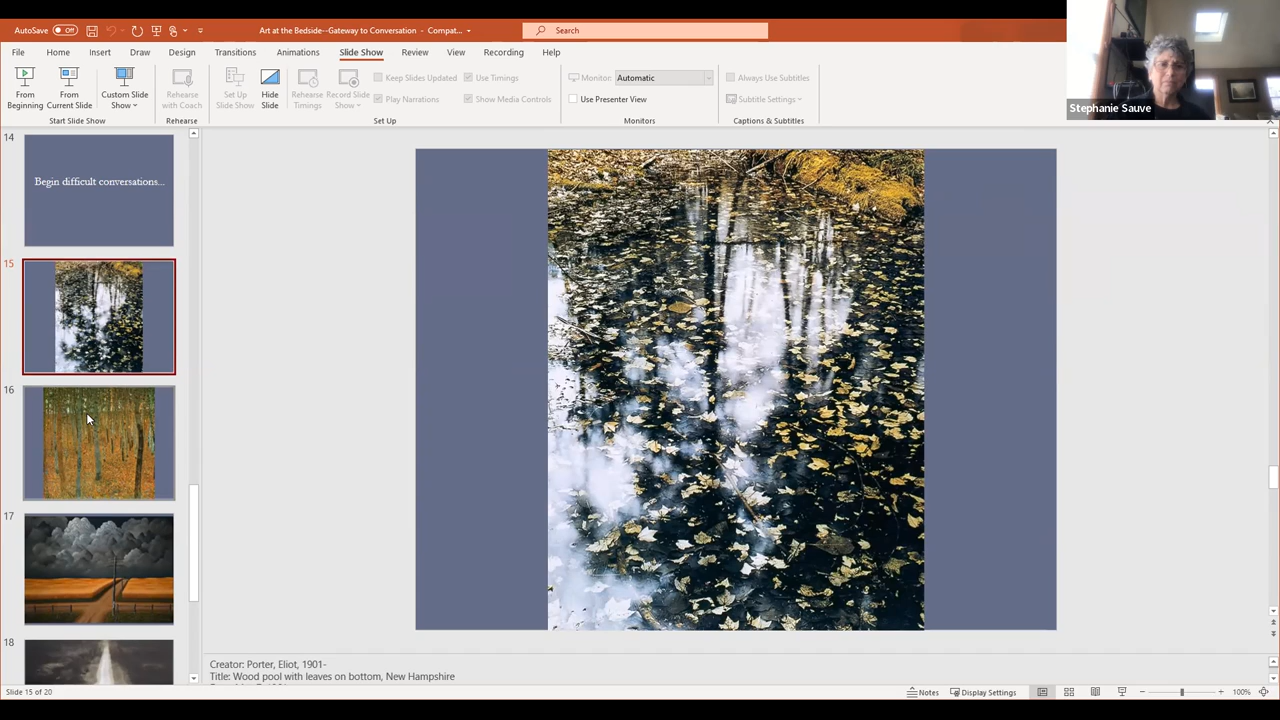 AutoSave Off
Art at the Bedside--Gateway to Conversation - Compat...
Search
File Home Insert Draw Design Transitions Animations Slide Show Review View Recording Help
From Beginning
From Current Slide
Custom Slide Show
Rehearse with Coach
Set Up Slide Show
Hide Slide
Rehearse Timings
Record Slide Show
Keep Slides Updated
Play Narrations
Use Timings
Show Media Controls
Monitor: Automatic
Use Presenter View
Always Use Subtitles
Subtitle Settings
Start Slide Show
Rehearse
Set Up
Monitors
Captions & Subtitles
Stephanie Sauve
14
Begin difficult conversations...
15
16
17
18
Creator: Porter, Eliot, 1901-
Title: Wood pool with leaves on bottom, New Hampshire
Slide 15 of 20
Notes
Display Settings
100%